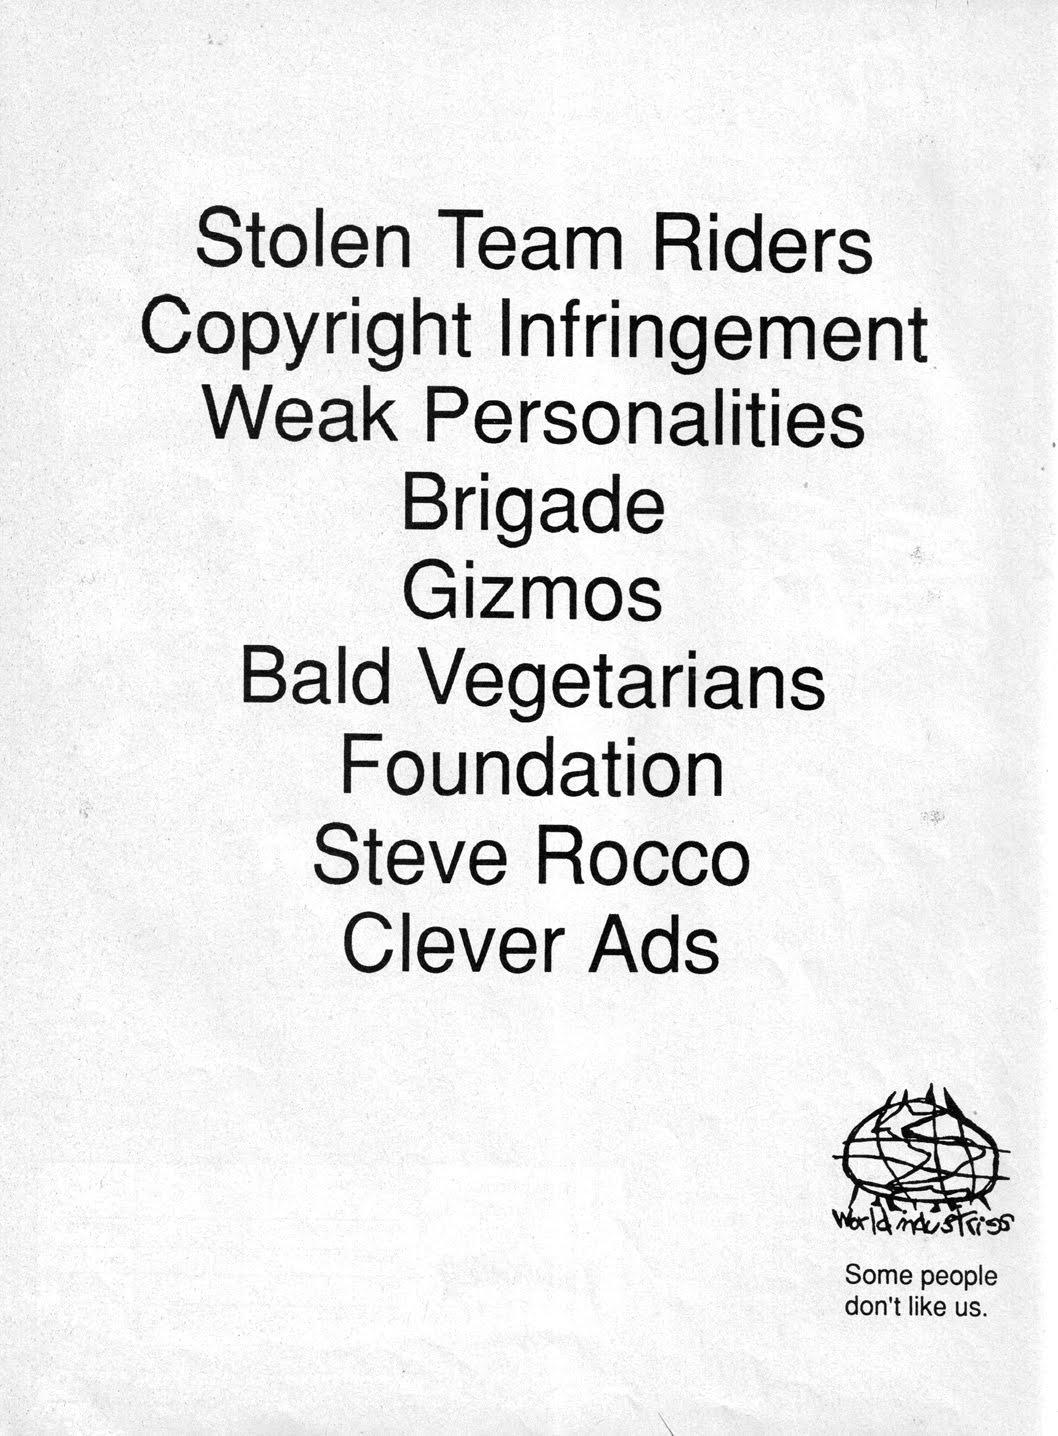 Stolen Team Riders
Copyright Infringement
Weak Personalities
Brigade
Gizmos
Bald Vegetarians
Foundation
Steve Rocco
Clever Ads
World industries
Some people
don't like us.